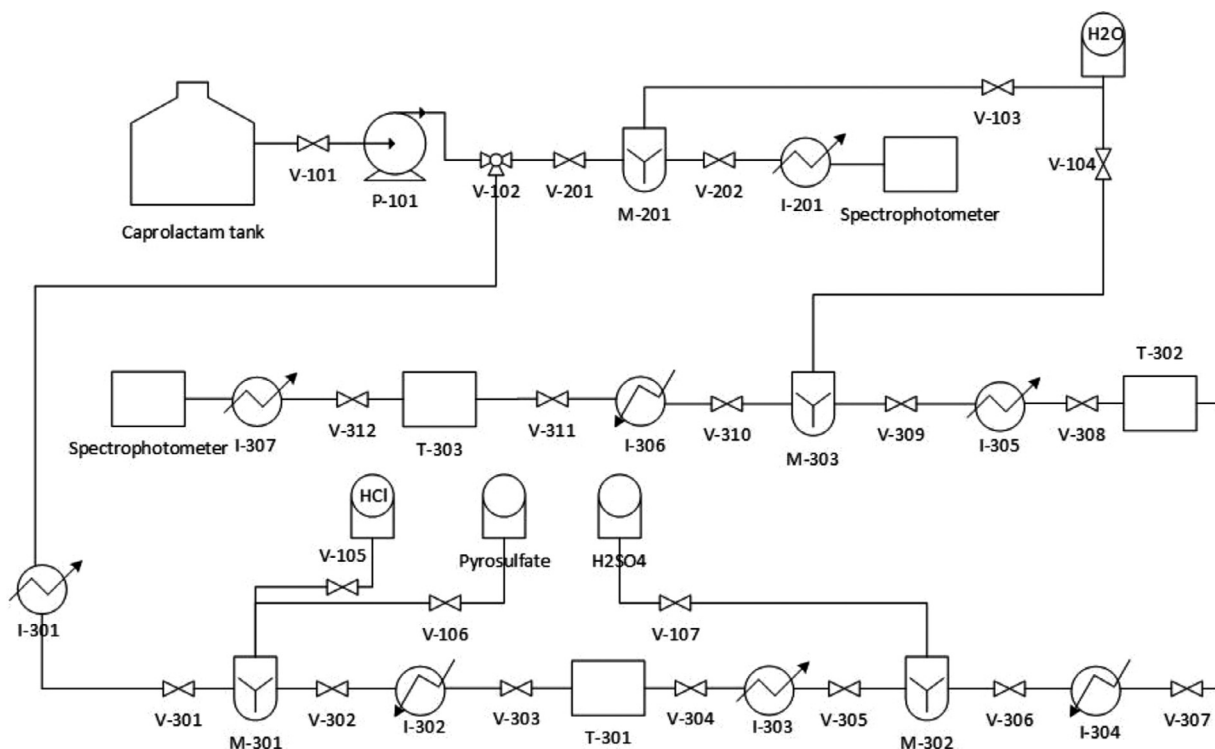 H2O
V-103
V-101
V-102
V-201
V-202
V-104
P-101
M-201
I-201
Spectrophotometer
Caprolactam tank
T-302
V-312
V-311
V-310
V-309
V-308
Spectrophotometer
I-307
T-303
I-306
M-303
I-305
HCl
V-105
Pyrosulfate
H2SO4
I-301
V-106
V-107
V-301
V-302
I-302
V-303
V-304
I-303
V-305
V-306
I-304
V-307
M-301
T-301
M-302